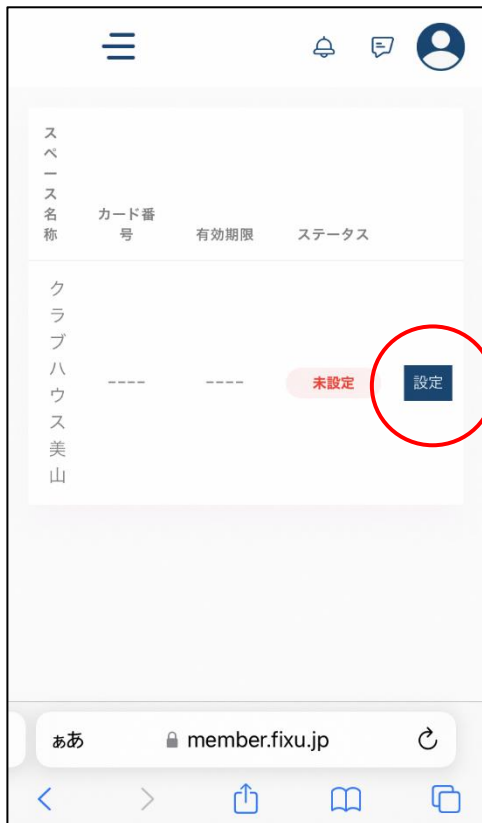 スペース名称
カード番号
有効期限
ステータス
クラブハウス美山
----
----
未設定
設定
ぁあ
member.fixu.jp